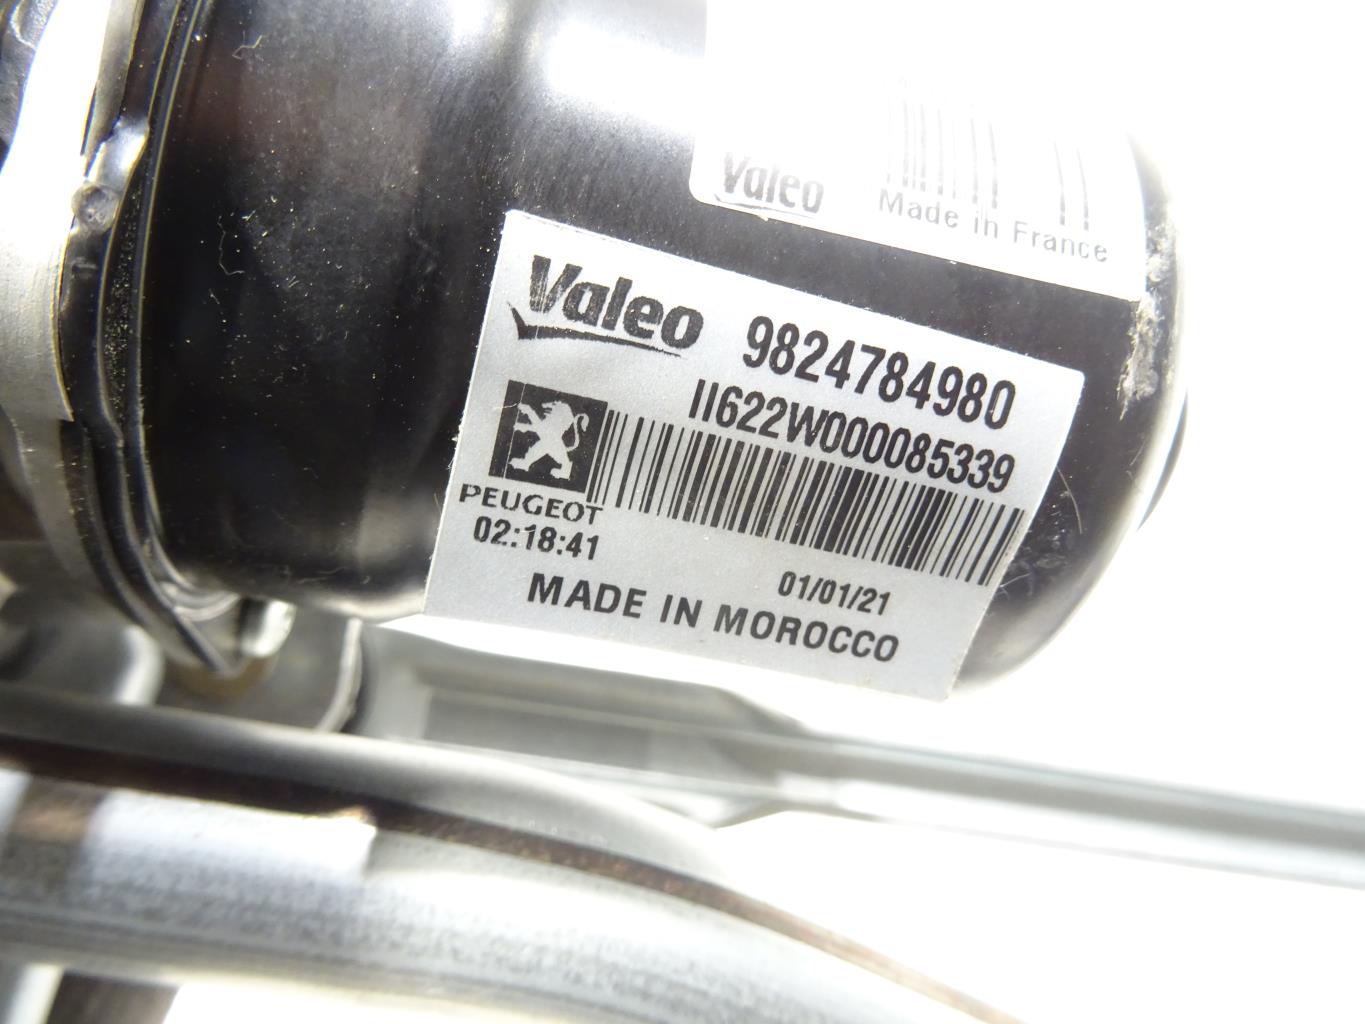 Valeo
Made in France
Valeo 9824784980
II622W000085339
PEUGEOT
02:18:41
01/01/21
MADE IN MOROCCO